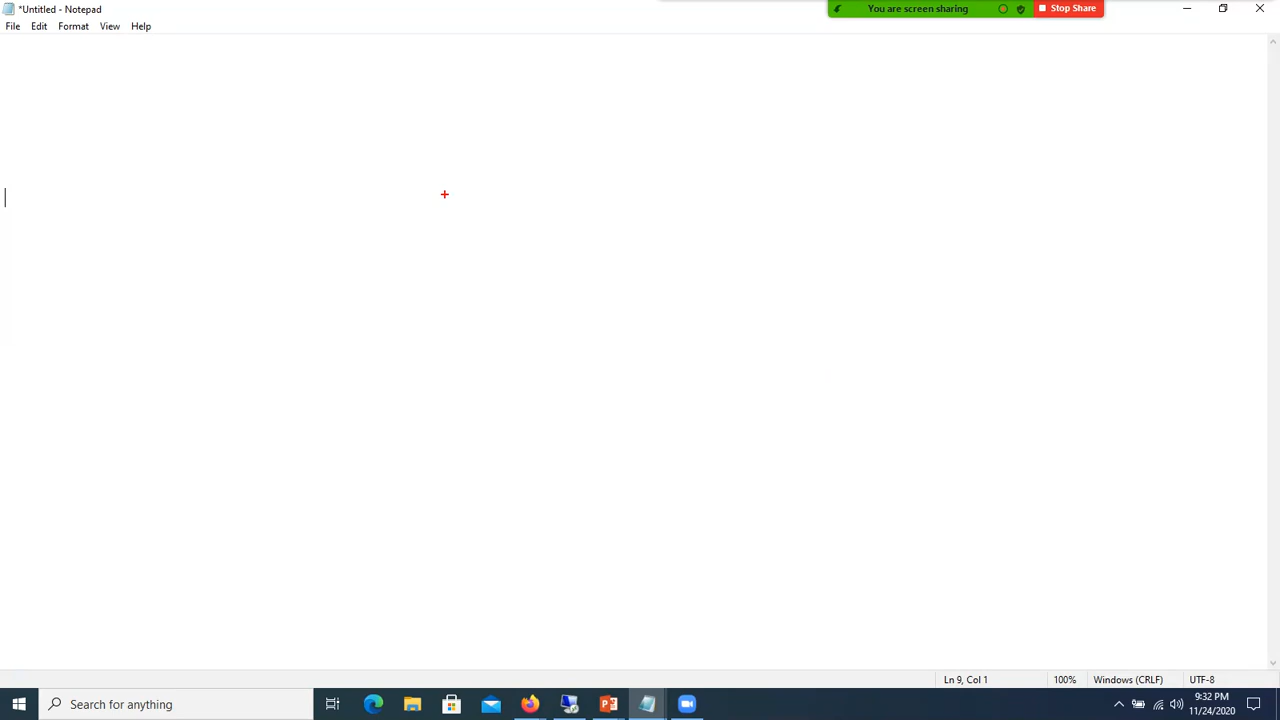 *Untitled - Notepad
You are screen sharing
Stop Share
File Edit Format View Help
Ln 9, Col 1 100% Windows (CRLF) UTF-8
Search for anything
9:32 PM
11/24/2020